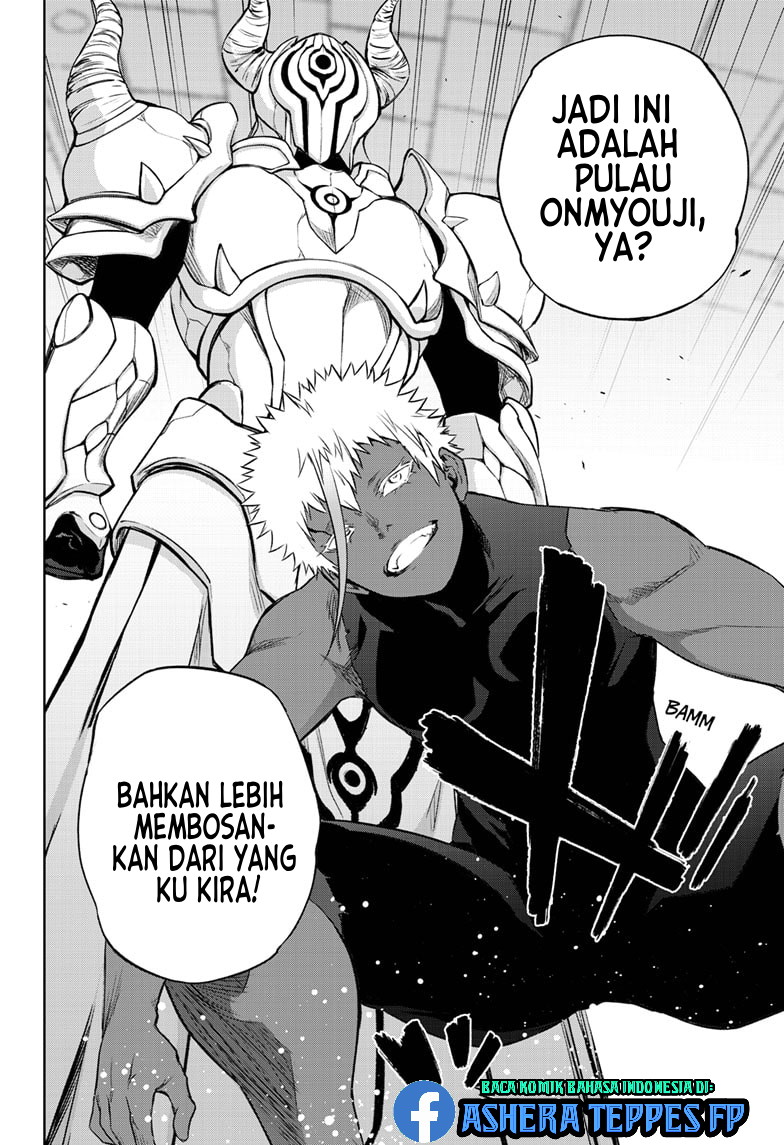 JADI INI
ADALAH
PULAU
ONMYOUJI,
YA?
BAMM
BAHKAN LEBIH
MEMBOSAN-
KAN DARI YANG
KU KIRA!
BACA KOMIK BAHASA INDONESIA DI:
f ASHERA TEPPES FP